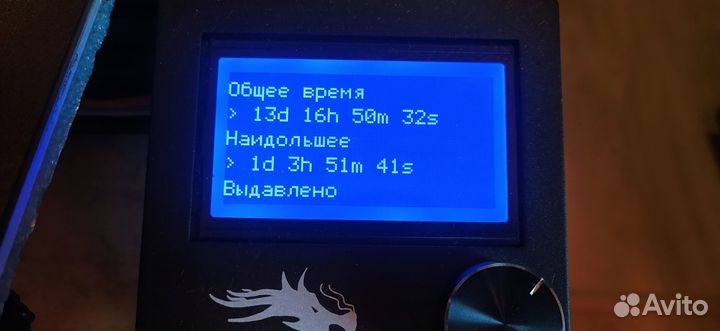 Общее время
> 13d 16h 50m 32s
Наидольшее
> 1d 3h 51m 41s
Выдавлено
Avito